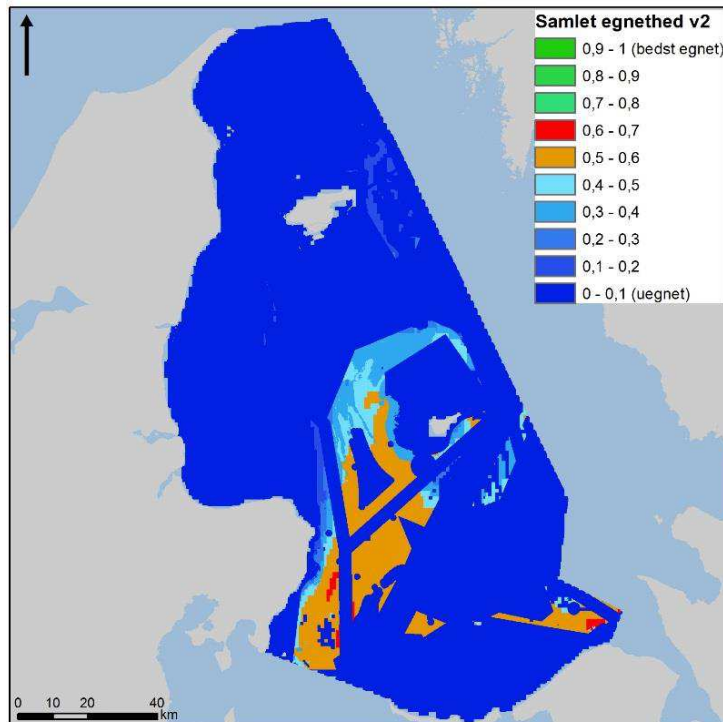 Samlet egnethed v2
0,9 - 1 (bedst egnet)
0,8 - 0,9
0,7 - 0,8
0,6 - 0,7
0,5 - 0,6
0,4 - 0,5
0,3 - 0,4
0,2 - 0,3
0,1 - 0,2
0 - 0,1 (uegnet)
0 10 20 40
km